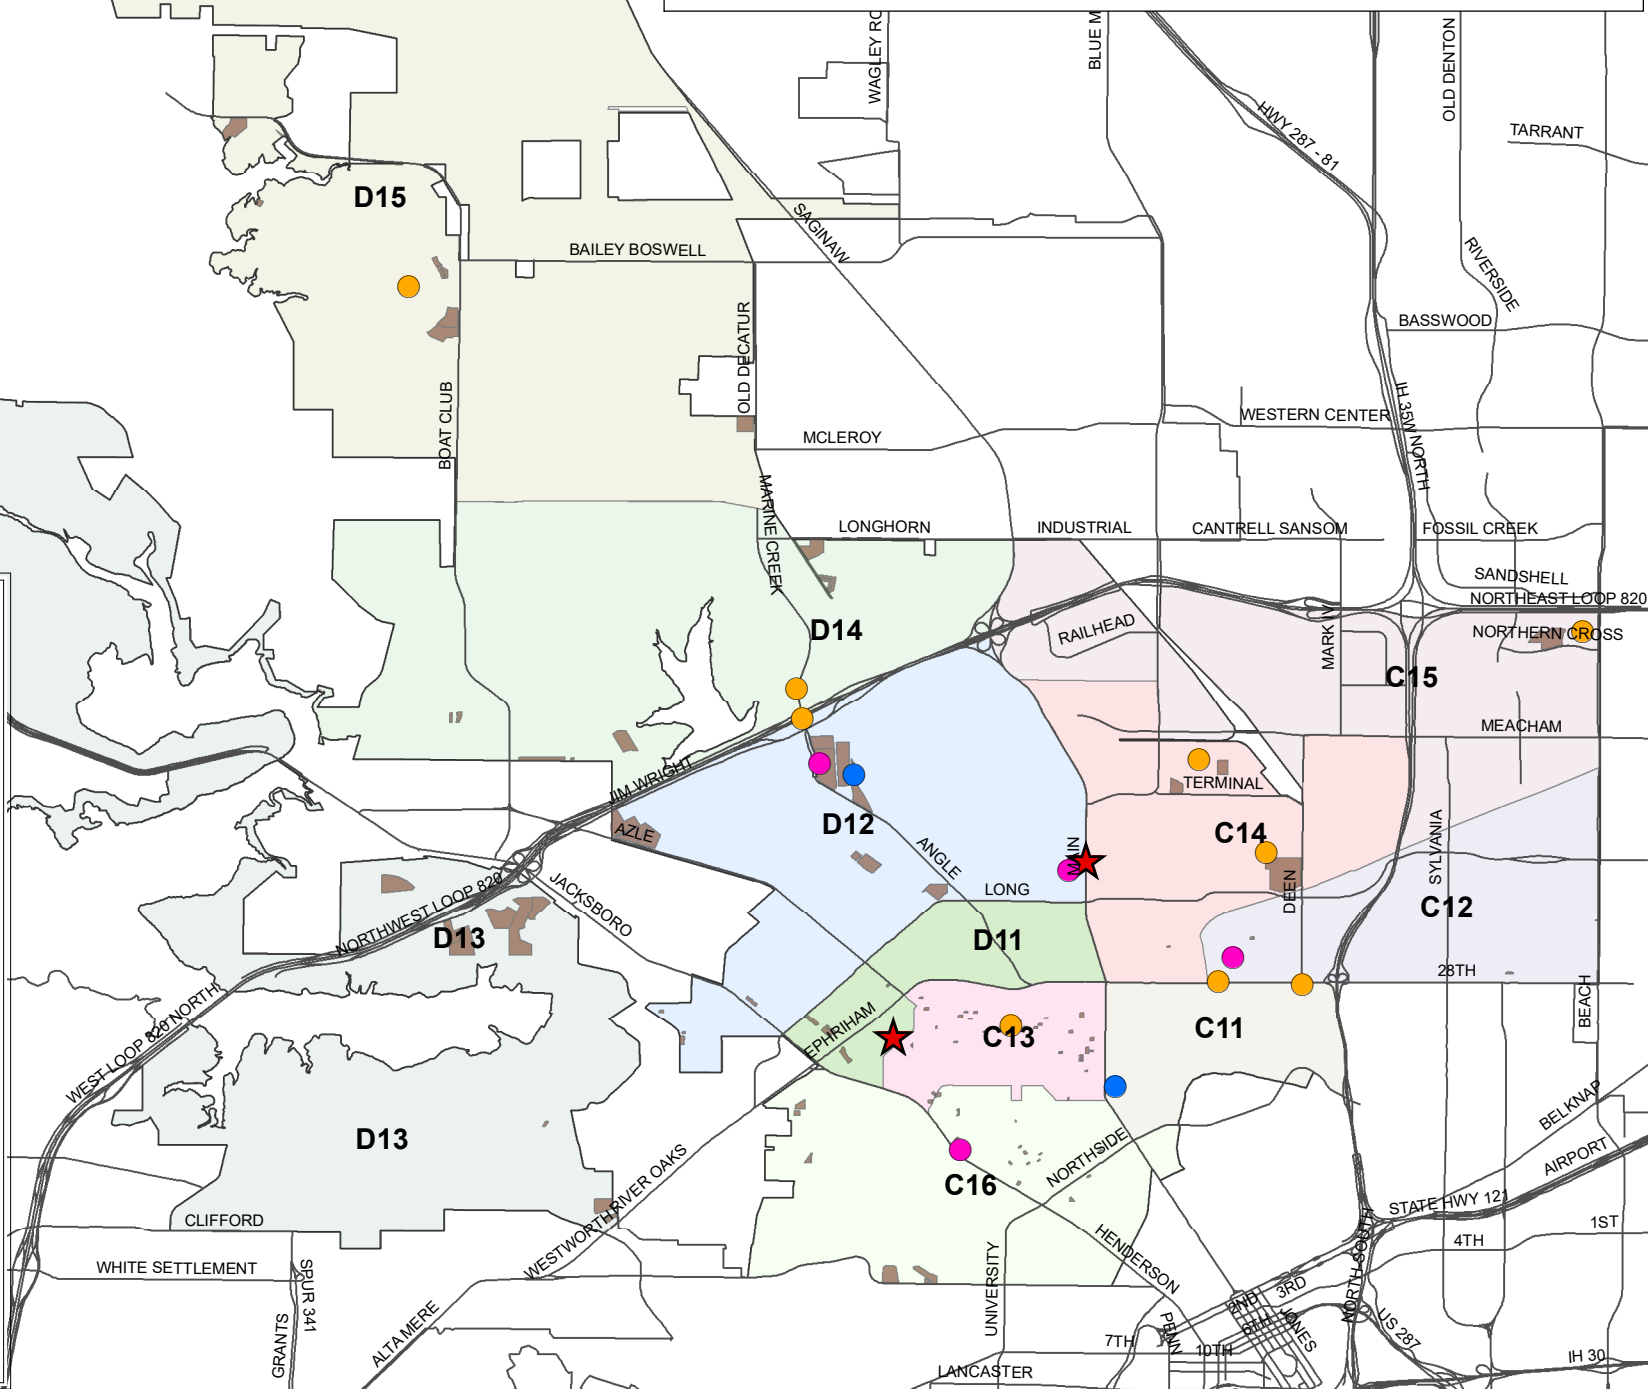 WAGLEY RO
BLUE M
OLD DENTON
HWY 287 - 81
TARRANT
D15
SAGINAW
BAILEY BOSWELL
RIVERSIDE
OLD DECATUR
BASSWOOD
BOAT CLUB
IH 35W NORTH
WESTERN CENTER
MCLEROY
MARINE CREEK
LONGHORN
INDUSTRIAL
CANTRELL SANSOM
FOSSIL CREEK
SANDSHELL
NORTHEAST LOOP 820
D14
RAILHEAD
MARK IV
NORTHERN CROSS
C15
MEACHAM
JIM WRIGHT
TERMINAL
AZLE
D12
C14
ANGLE
MAIN
SYLVANIA
JACKSBORO
LONG
DEEN
NORTHWEST LOOP 820
C12
D13
D11
28TH
WEST LOOP 820 NORTH
EPHRIHAM
C13
C11
BEACH
D13
BELKNAP
NORTHSIDE
AIRPORT
C16
RIVER OAKS
STATE HWY 121
CLIFFORD
1ST
WESTWORTH
HENDERSON
4TH
WHITE SETTLEMENT
SPUR 341
UNIVERSITY
NORTH-SOUTH
2ND
3RD
GRANTS
ALTA MERE
PENN
6TH
JONES
US 287
7TH
10TH
IH 30
LANCASTER